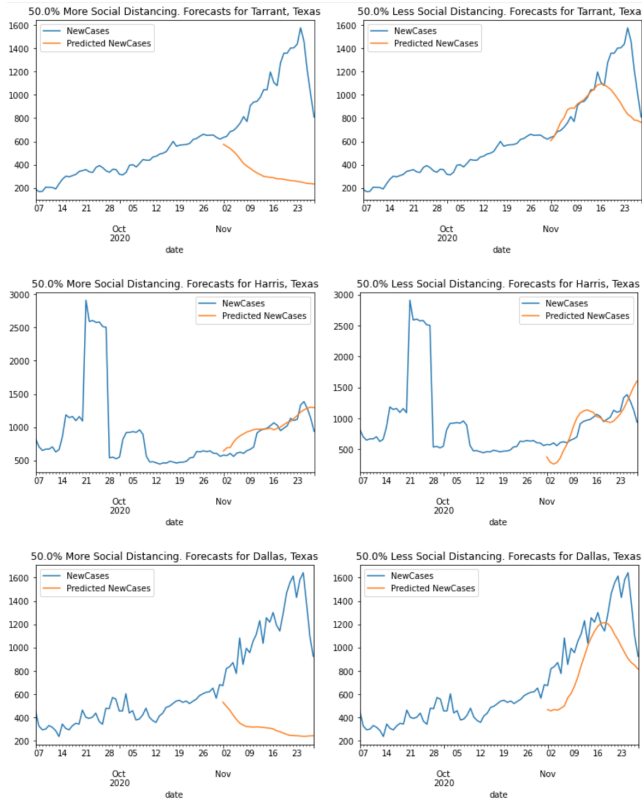 50.0% More Social Distancing. Forecasts for Tarrant, Texas
1600
1400
1200
1000
800
600
400
200
NewCases
Predicted NewCases
07 14 21 28 05 12 19 26 02 09 16 23
Oct Nov
2020
date
50.0% Less Social Distancing. Forecasts for Tarrant, Texas
1600
1400
1200
1000
800
600
400
200
NewCases
Predicted NewCases
07 14 21 28 05 12 19 26 02 09 16 23
Oct Nov
2020
date
50.0% More Social Distancing. Forecasts for Harris, Texas
3000
2500
2000
1500
1000
500
NewCases
Predicted NewCases
07 14 21 28 05 12 19 26 02 09 16 23
Oct Nov
2020
date
50.0% Less Social Distancing. Forecasts for Harris, Texas
3000
2500
2000
1500
1000
500
NewCases
Predicted NewCases
07 14 21 28 05 12 19 26 02 09 16 23
Oct Nov
2020
date
50.0% More Social Distancing. Forecasts for Dallas, Texas
1600
1400
1200
1000
800
600
400
200
NewCases
Predicted NewCases
07 14 21 28 05 12 19 26 02 09 16 23
Oct Nov
2020
date
50.0% Less Social Distancing. Forecasts for Dallas, Texas
1600
1400
1200
1000
800
600
400
200
NewCases
Predicted NewCases
07 14 21 28 05 12 19 26 02 09 16 23
Oct Nov
2020
date